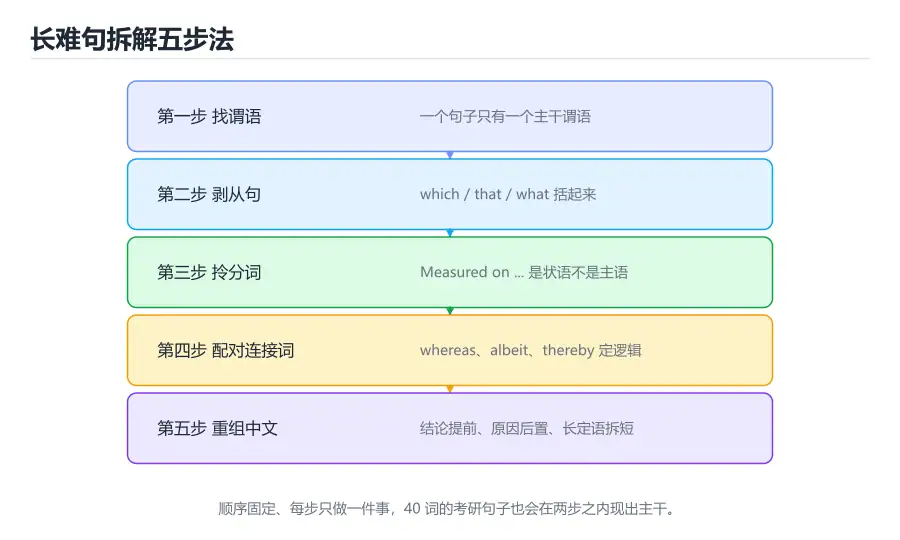 长难句拆解五步法
第一步 找谓语
一个句子只有一个主干谓语
第二步 剥从句
which / that / what 括起来
第三步 拎分词
Measured on ... 是状语不是主语
第四步 配对连接词
whereas、albeit、thereby 定逻辑
第五步 重组中文
结论提前、原因后置、长定语拆短
顺序固定、每步只做一件事，40 词的考研句子也会在两步之内现出主干。